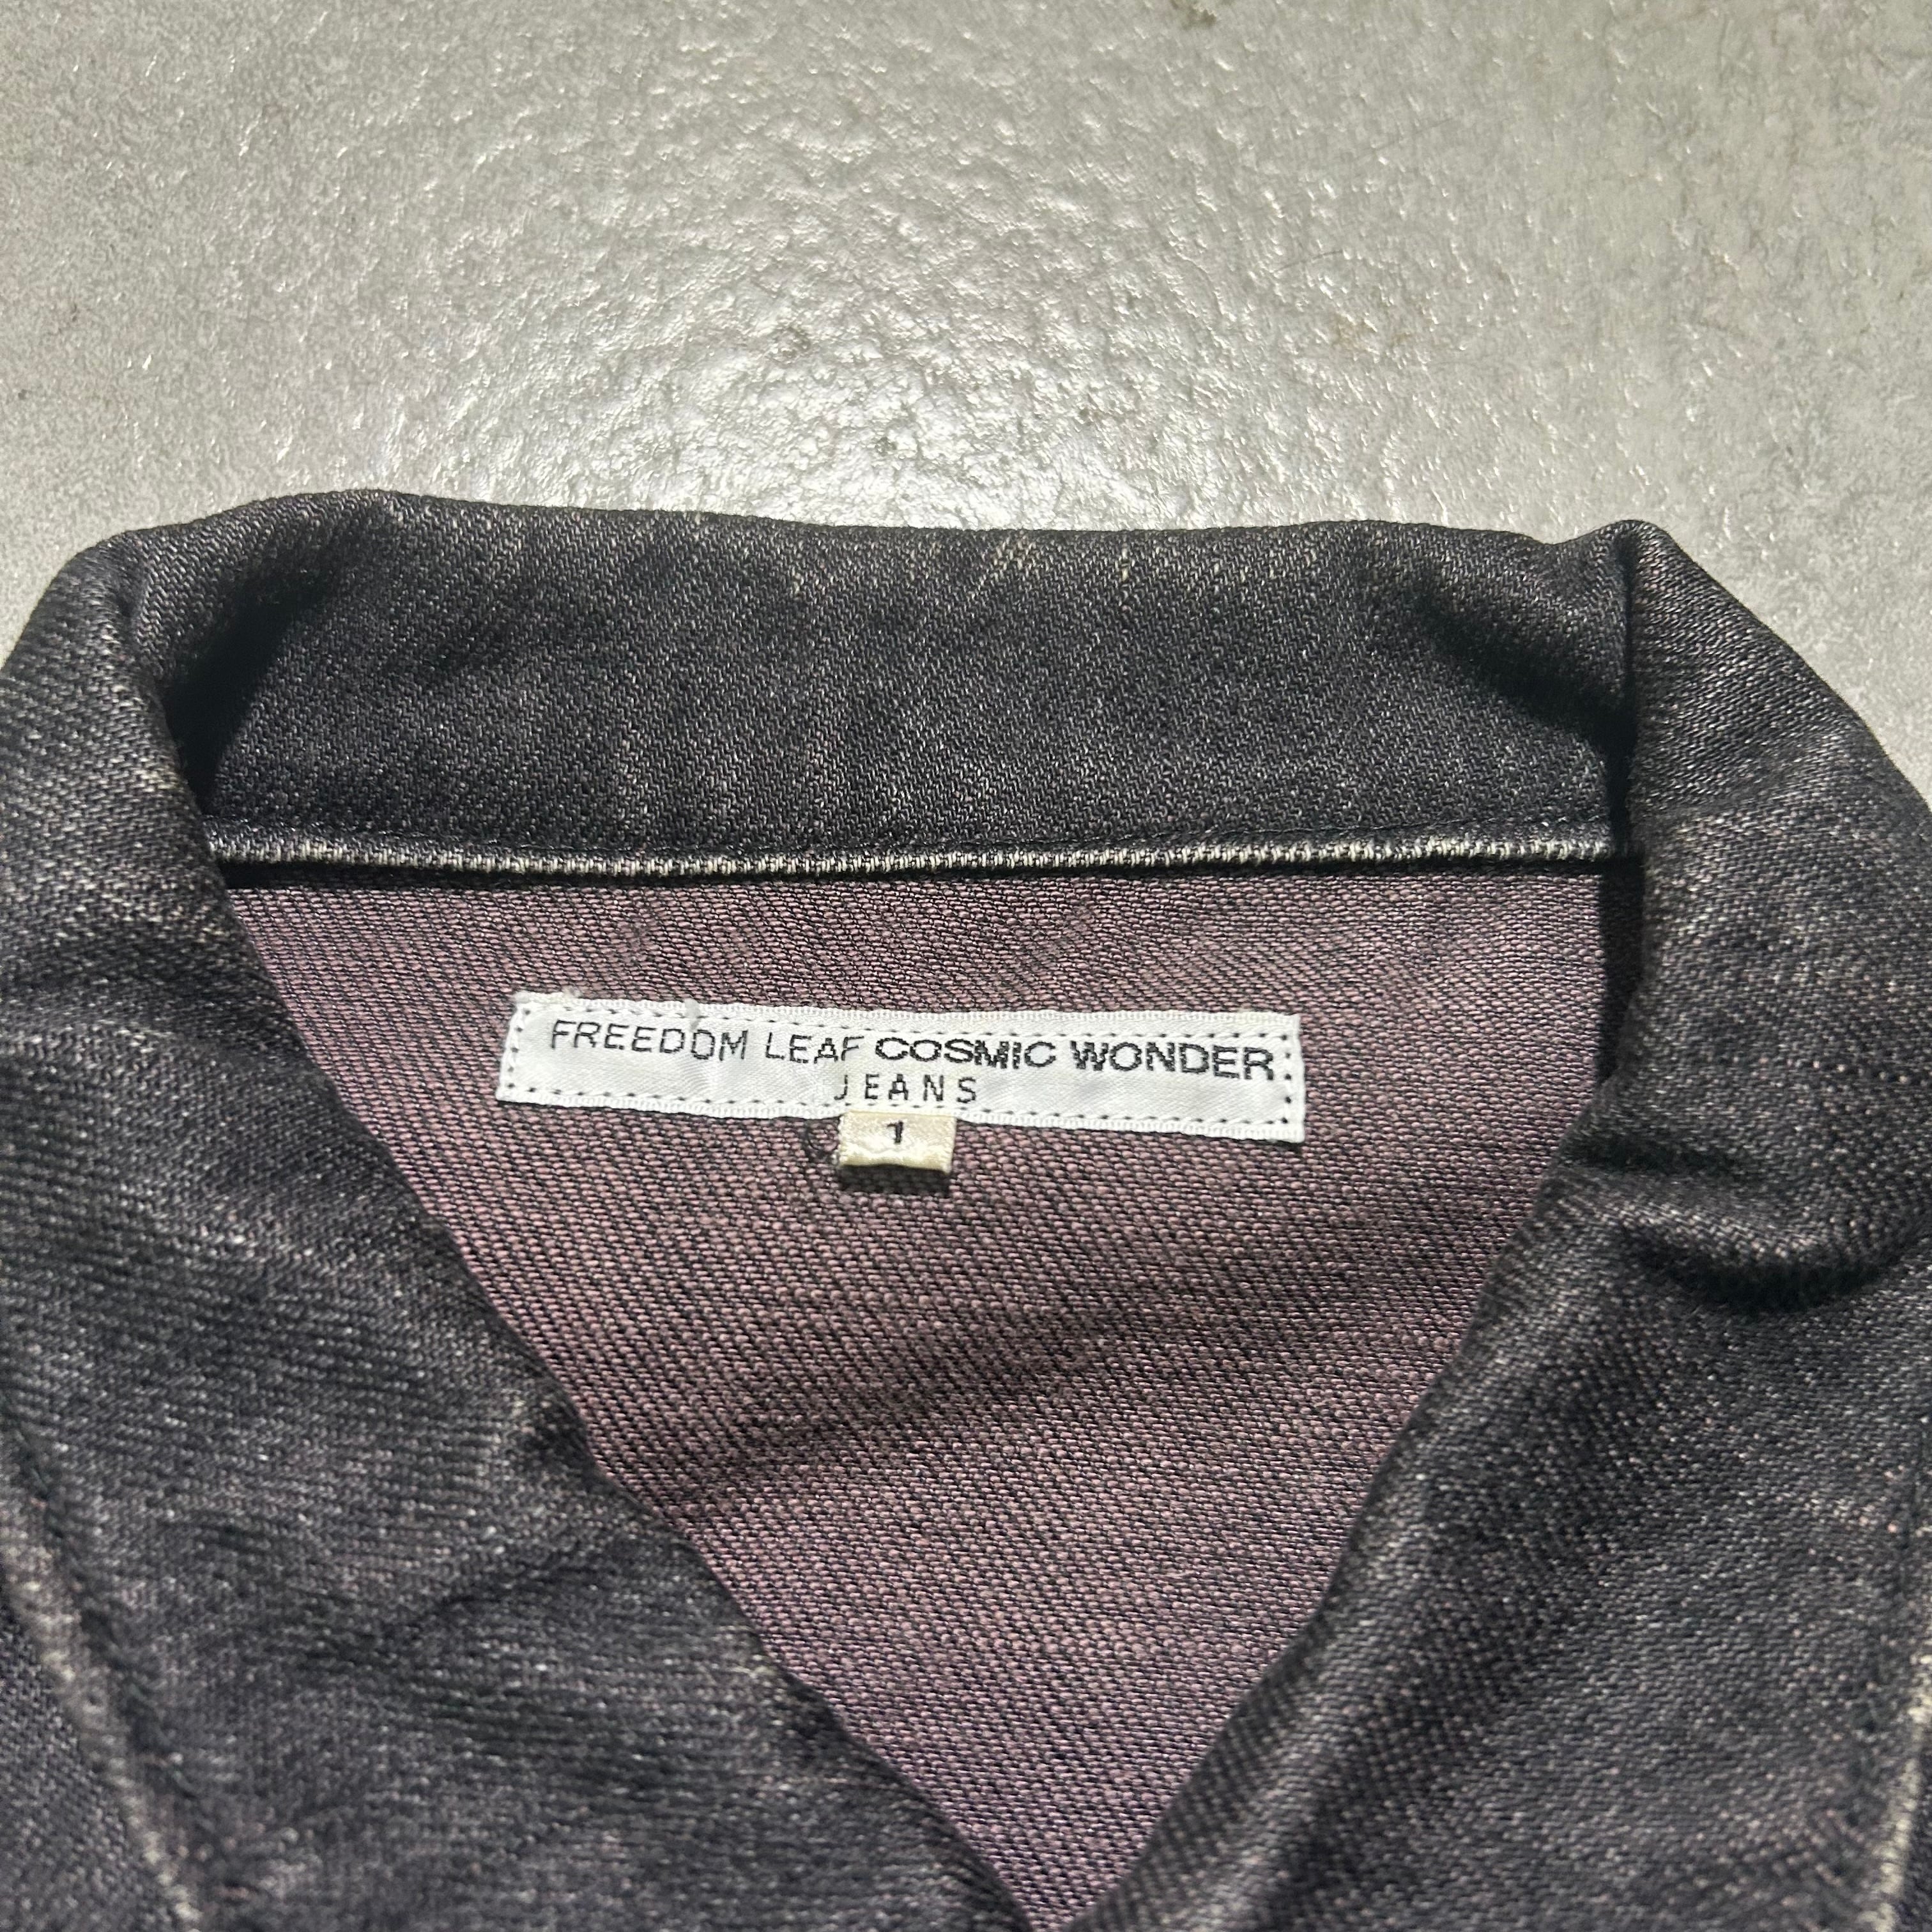 FREEDOM LEAF COSMIC WONDER
JEANS
1